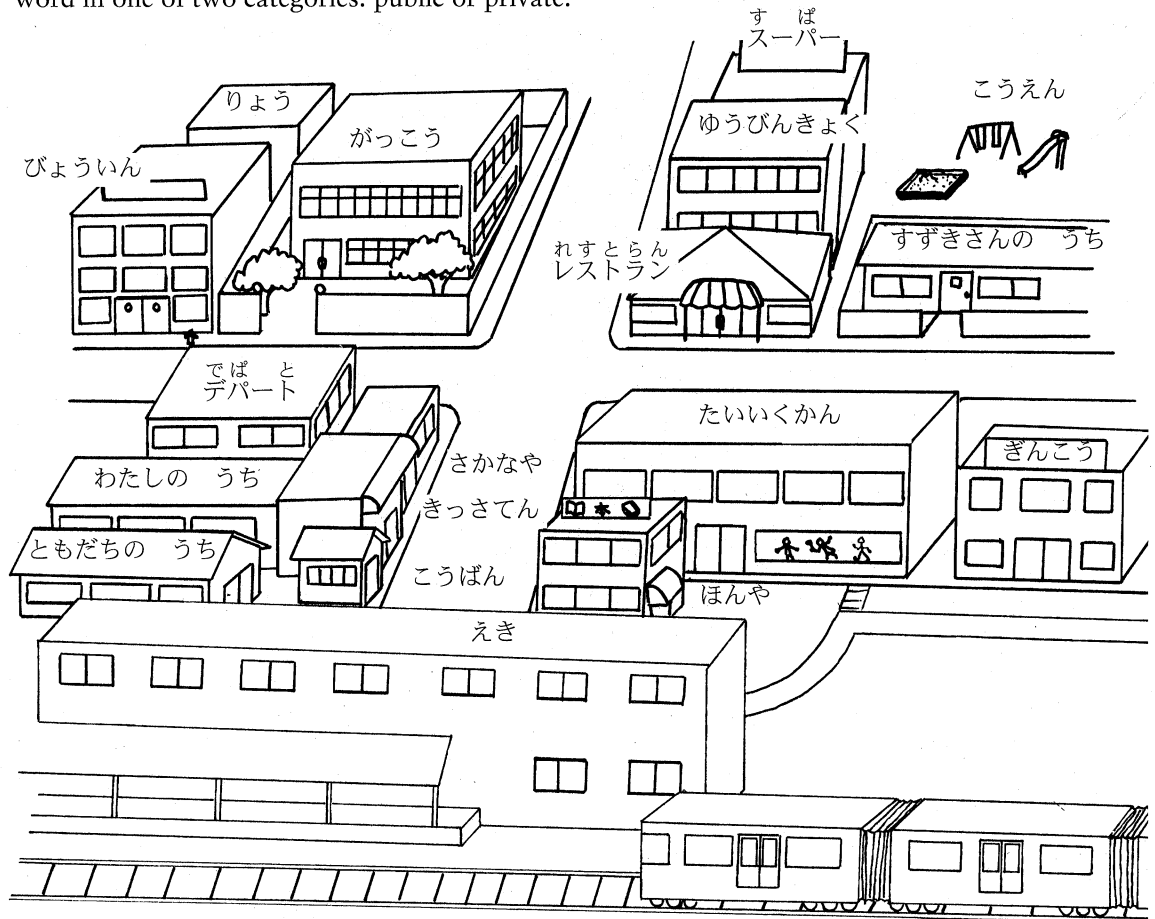 word in one of two categories: public or private.
すぱ
スーパー
こうえん
りょう
がっこう
ゆうびんきょく
びょういん
すずきさんの うち
れすとらん
レストラン
でぱと
デパート
たいいくかん
ぎんこう
さかなや
わたしの うち
きっさてん
ともだちの うち
こうばん
ほんや
えき